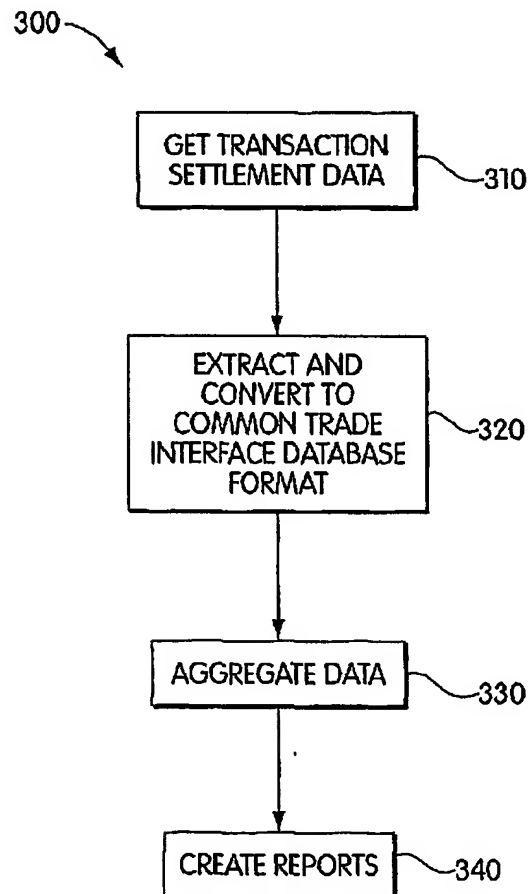 300
GET TRANSACTION
SETTLEMENT DATA
310
EXTRACT AND
CONVERT TO
COMMON TRADE
INTERFACE DATABASE
FORMAT
320
AGGREGATE DATA
330
CREATE REPORTS
340